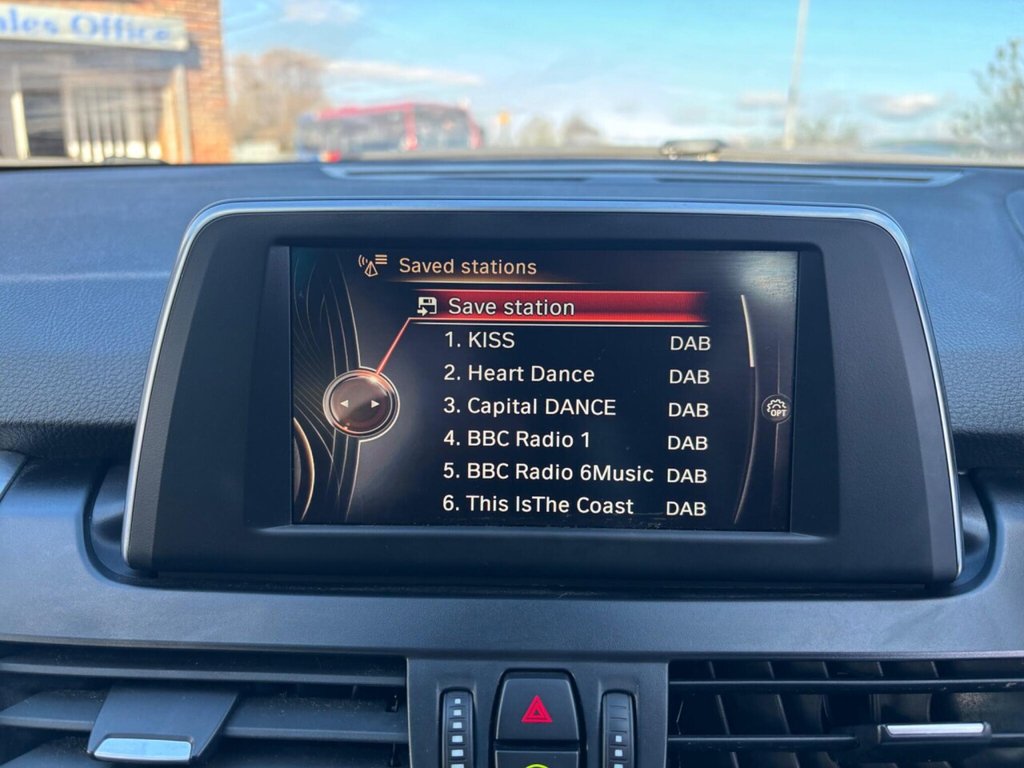 ales Office
Saved stations
Save station
1. KISS DAB
2. Heart Dance DAB
3. Capital DANCE DAB
4. BBC Radio 1 DAB
5. BBC Radio 6Music DAB
6. This IsThe Coast DAB
OPT